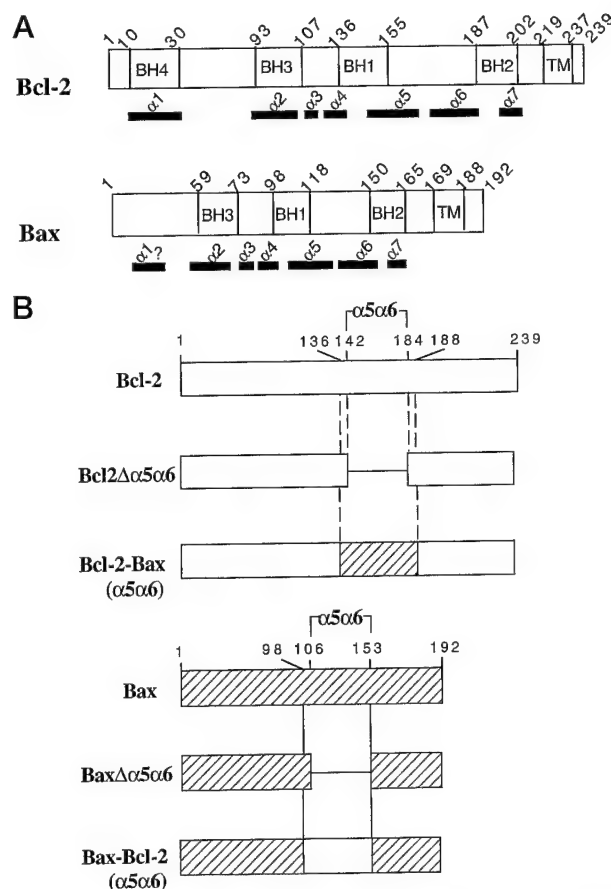 A
1 10 30 93 107 136 155 187 202 219 237 239
Bcl-2 BH4 BH3 BH1 BH2 TM
α1 α2 α3 α4 α5 α6 α7
1 59 73 98 118 150 165 169 188 192
Bax BH3 BH1 BH2 TM
α1? α2 α3 α4 α5 α6 α7
B
α5α6
1 136 142 184 188 239
Bcl-2
Bcl2Δα5α6
Bcl-2-Bax
(α5α6)
α5α6
1 98 106 153 192
Bax
BaxΔα5α6
Bax-Bcl-2
(α5α6)